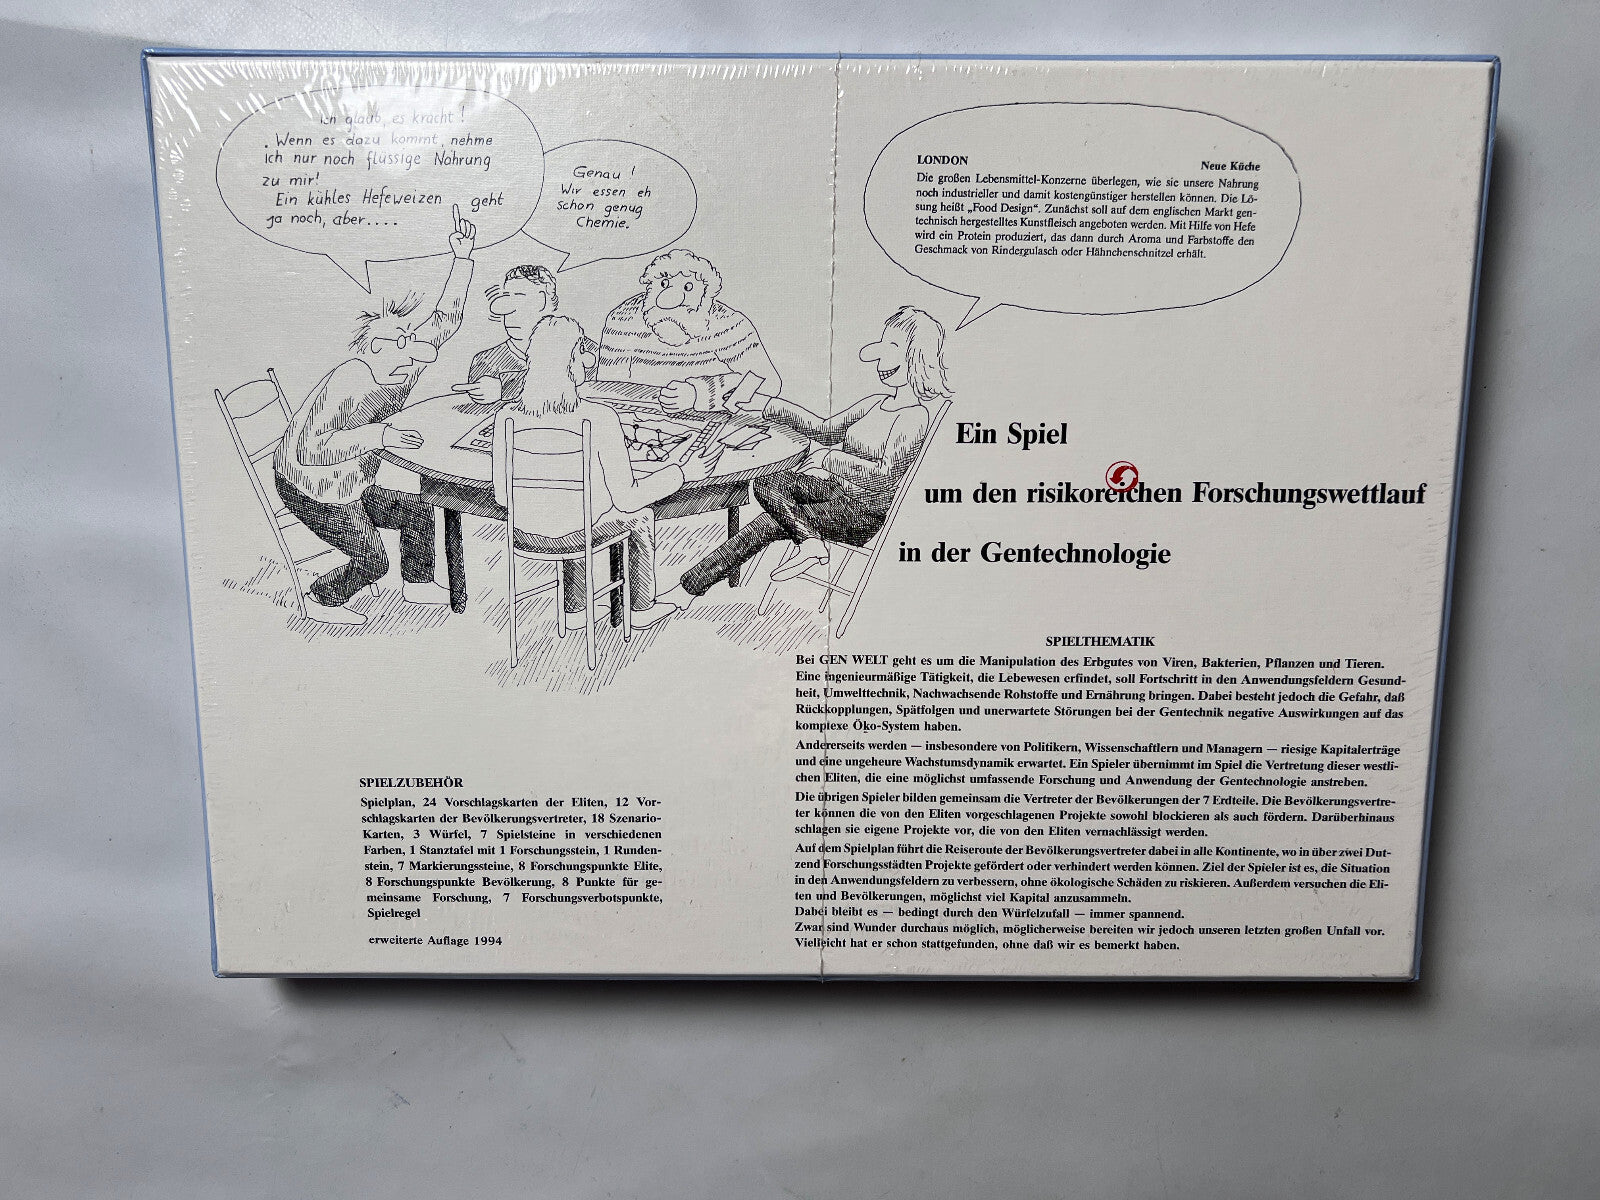 Ich glaub, es kracht !
. Wenn es dazu kommt, nehme
ich nur noch flüssige Nahrung
zu mir!
Ein kühles Hefeweizen geht
ja noch, aber....
Genau !
Wir essen eh
schon genug
Chemie.
LONDON Neue Küche
Die großen Lebensmittel-Konzerne überlegen, wie sie unsere Nahrung
noch industrieller und damit kostengünstiger herstellen können. Die Lö-
sung heißt „Food Design“. Zunächst soll auf dem englischen Markt gen-
technisch hergestelltes Kunstfleisch angeboten werden. Mit Hilfe von Hefe
wird ein Protein produziert, das dann durch Aroma und Farbstoffe den
Geschmack von Rindergulasch oder Hähnchenschnitzel erhält.
Ein Spiel
um den risikoreichen Forschungswettlauf
in der Gentechnologie
SPIELTHEMATIK
Bei GEN WELT geht es um die Manipulation des Erbgutes von Viren, Bakterien, Pflanzen und Tieren.
Eine ingenieurmäßige Tätigkeit, die Lebewesen erfindet, soll Fortschritt in den Anwendungsfeldern Gesund-
heit, Umwelttechnik, Nachwachsende Rohstoffe und Ernährung bringen. Dabei besteht jedoch die Gefahr, daß
Rückkopplungen, Spätfolgen und unerwartete Störungen bei der Gentechnik negative Auswirkungen auf das
komplexe Öko-System haben.
Andererseits werden — insbesondere von Politikern, Wissenschaftlern und Managern — riesige Kapitalerträge
und eine ungeheure Wachstumsdynamik erwartet. Ein Spieler übernimmt im Spiel die Vertretung dieser westli-
chen Eliten, die eine möglichst umfassende Forschung und Anwendung der Gentechnologie anstreben.
Die übrigen Spieler bilden gemeinsam die Vertreter der Bevölkerungen der 7 Erdteile. Die Bevölkerungsvertre-
ter können die von den Eliten vorgeschlagenen Projekte sowohl blockieren als auch fördern. Darüberhinaus
schlagen sie eigene Projekte vor, die von den Eliten vernachlässigt werden.
Auf dem Spielplan führt die Reiseroute der Bevölkerungsvertreter dabei in alle Kontinente, wo in über zwei Dut-
zend Forschungsstädten Projekte gefördert oder verhindert werden können. Ziel der Spieler ist es, die Situation
in den Anwendungsfeldern zu verbessern, ohne ökologische Schäden zu riskieren. Außerdem versuchen die Eli-
ten und Bevölkerungen, möglichst viel Kapital anzusammeln.
Dabei bleibt es — bedingt durch den Würfelzufall — immer spannend.
Zwar sind Wunder durchaus möglich, möglicherweise bereiten wir jedoch unseren letzten großen Unfall vor.
Vielleicht hat er schon stattgefunden, ohne daß wir es bemerkt haben.
SPIELZUBEHÖR
Spielplan, 24 Vorschlagskarten der Eliten, 12 Vor-
schlagskarten der Bevölkerungsvertreter, 18 Szenario-
Karten, 3 Würfel, 7 Spielsteine in verschiedenen
Farben, 1 Stanztafel mit 1 Forschungsstein, 1 Runden-
stein, 7 Markierungssteine, 8 Forschungspunkte Elite,
8 Forschungspunkte Bevölkerung, 8 Punkte für ge-
meinsame Forschung, 7 Forschungsverbotspunkte,
Spielregel
erweiterte Auflage 1994